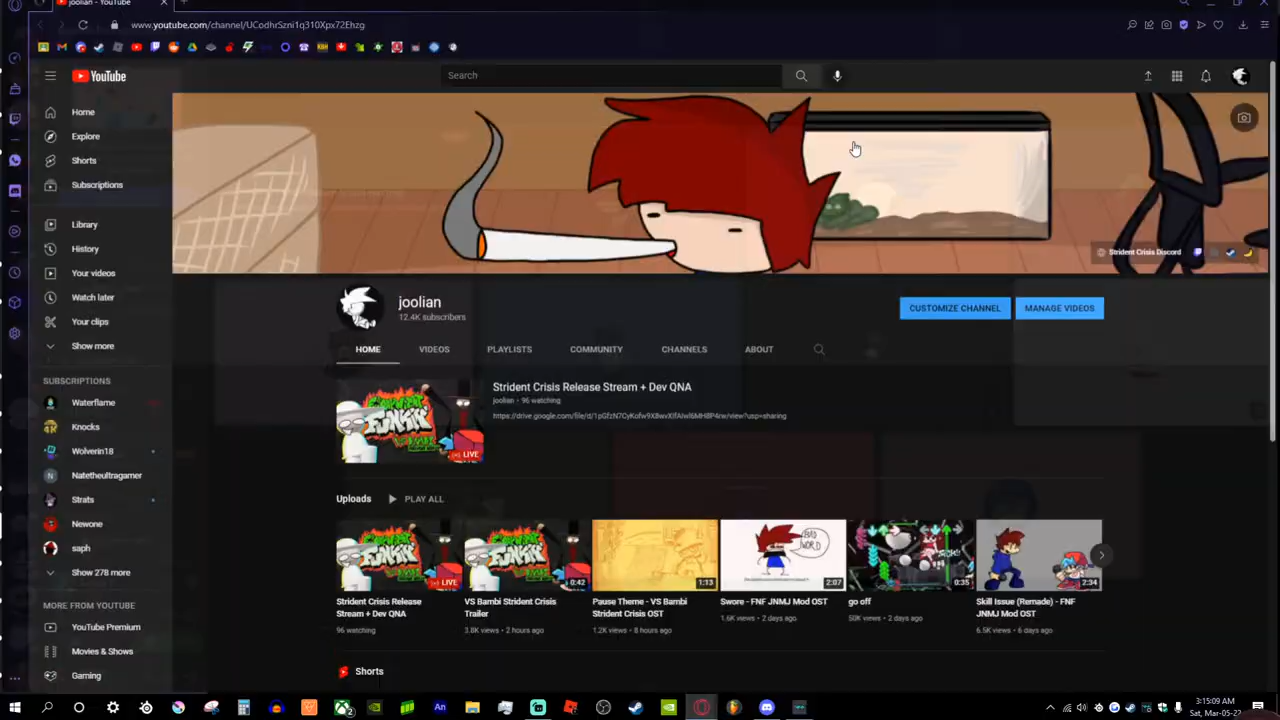 joolian - YouTube
www.youtube.com/channel/UCodhrSzni1q310Xpx72Ehzg
YouTube
Search
Home
Explore
Shorts
Subscriptions
Library
History
Your videos
Watch later
Your clips
Show more
SUBSCRIPTIONS
Waterflame
Knocks
Wolverin18
Natetheultragamer
Strats
Newone
saph
Show 278 more
MORE FROM YOUTUBE
YouTube Premium
Movies & Shows
Gaming
Strident Crisis Discord
joolian
12.4K subscribers
CUSTOMIZE CHANNEL
MANAGE VIDEOS
HOME
VIDEOS
PLAYLISTS
COMMUNITY
CHANNELS
ABOUT
LIVE
Strident Crisis Release Stream + Dev QNA
joolian • 96 watching
Uploads
PLAY ALL
LIVE
Strident Crisis Release
Stream + Dev QNA
96 watching
0:42
VS Bambi Strident Crisis
Trailer
3.8K views • 2 hours ago
1:13
Pause Theme - VS Bambi
Strident Crisis OST
1.2K views • 8 hours ago
BAD
WORD
2:07
Swore - FNF JNMJ Mod OST
1.6K views • 2 days ago
0:35
go off
50K views • 2 days ago
2:34
Skill Issue (Remade) - FNF
JNMJ Mod OST
6.5K views • 6 days ago
Shorts
An
3:15:09 AM